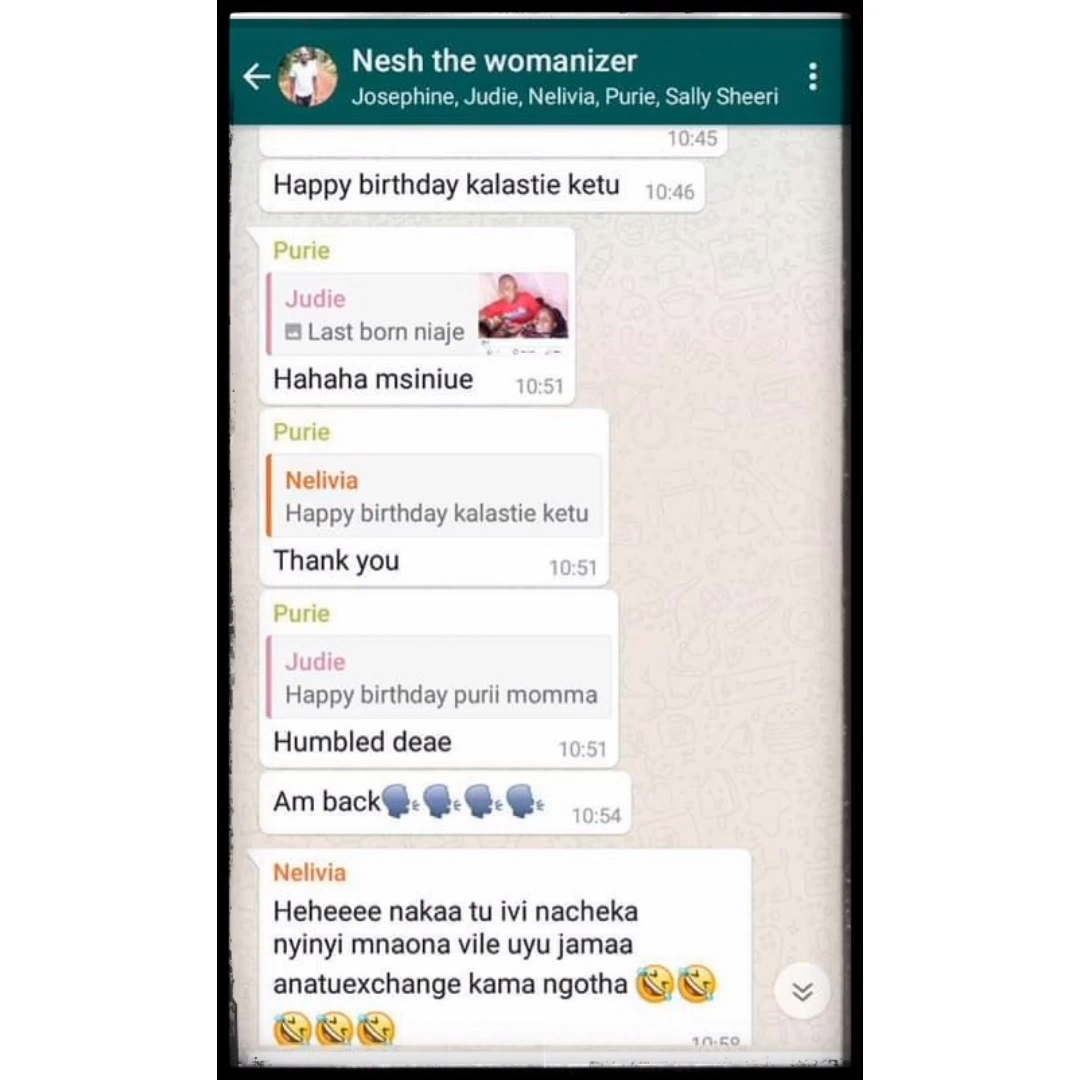 Nesh the womanizer
Josephine, Judie, Nelivia, Purie, Sally Sheeri
10:45
Happy birthday kalastie ketu 10:46
Purie
Judie
Last born niaje
Hahaha msiniue 10:51
Purie
Nelivia
Happy birthday kalastie ketu
Thank you 10:51
Purie
Judie
Happy birthday purii momma
Humbled deae 10:51
Am back🗣🗣🗣🗣 10:54
Nelivia
Heheeee nakaa tu ivi nacheka
nyinyi mnaona vile uyu jamaa
anatuexchange kama ngotha 🤣🤣
🤣🤣🤣 10:58